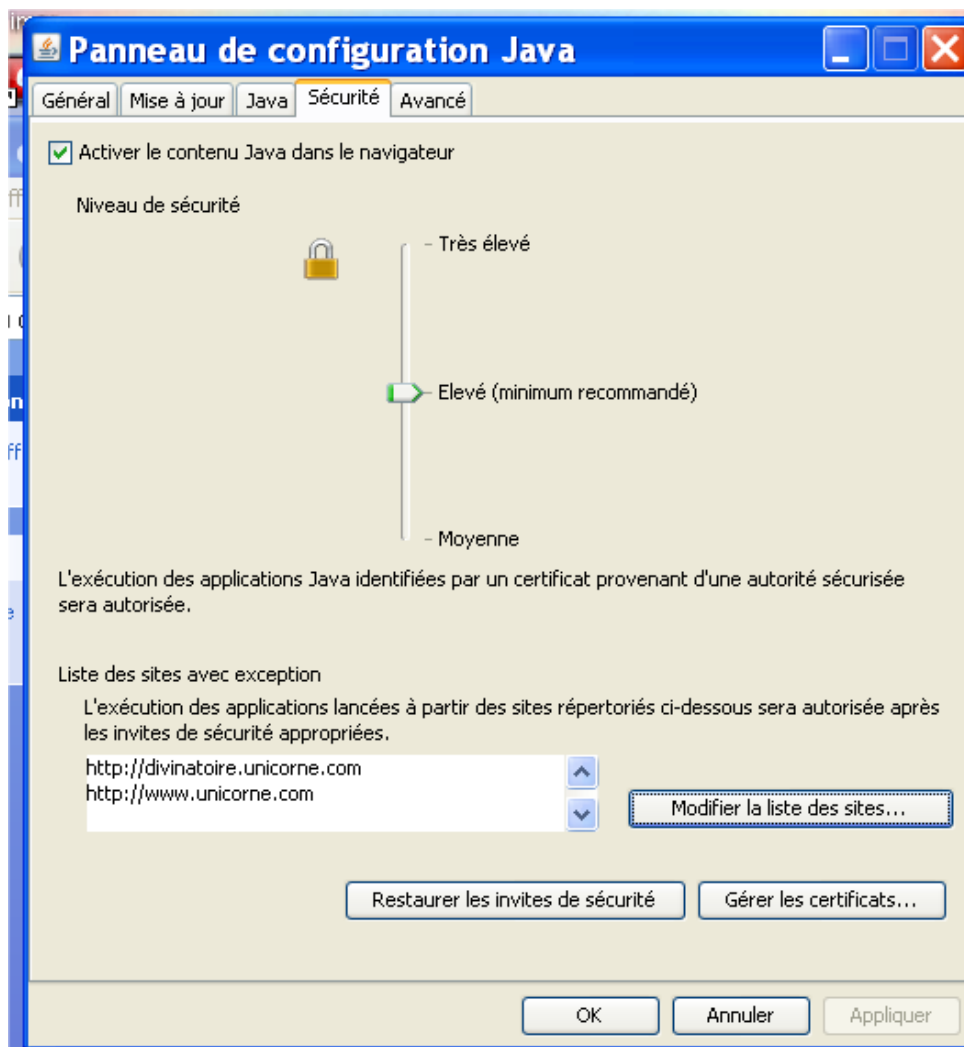 Panneau de configuration Java
Général Mise à jour Java Sécurité Avancé
Activer le contenu Java dans le navigateur
Niveau de sécurité
- Très élevé
- Elevé (minimum recommandé)
- Moyenne
L'exécution des applications Java identifiées par un certificat provenant d'une autorité sécurisée
sera autorisée.
Liste des sites avec exception
L'exécution des applications lancées à partir des sites répertoriés ci-dessous sera autorisée après
les invites de sécurité appropriées.
http://divinatoire.unicorne.com
http://www.unicorne.com
Modifier la liste des sites...
Restaurer les invites de sécurité Gérer les certificats...
OK Annuler Appliquer